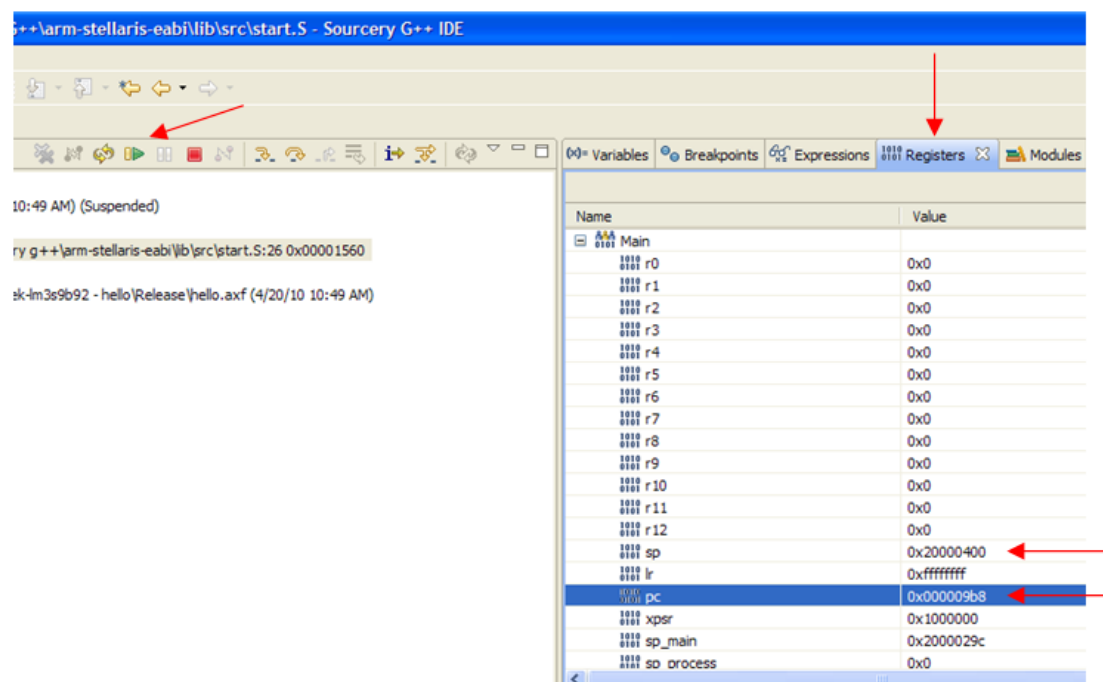 s++\arm-stellaris-eabi\lib\src\start.S - Sourcery G++ IDE
10:49 AM) (Suspended)
ry g++\arm-stellaris-eabi\lib\src\start.S:26 0x00001560
ek-lm3s9b92 - hello\Release\hello.axf (4/20/10 10:49 AM)
(x)= Variables Breakpoints Expressions Registers Modules
Name Value
Main
r0 0x0
r1 0x0
r2 0x0
r3 0x0
r4 0x0
r5 0x0
r6 0x0
r7 0x0
r8 0x0
r9 0x0
r10 0x0
r11 0x0
r12 0x0
sp 0x20000400
lr 0xffffffff
pc 0x000009b8
xpsr 0x1000000
sp_main 0x2000029c
sp_process 0x0